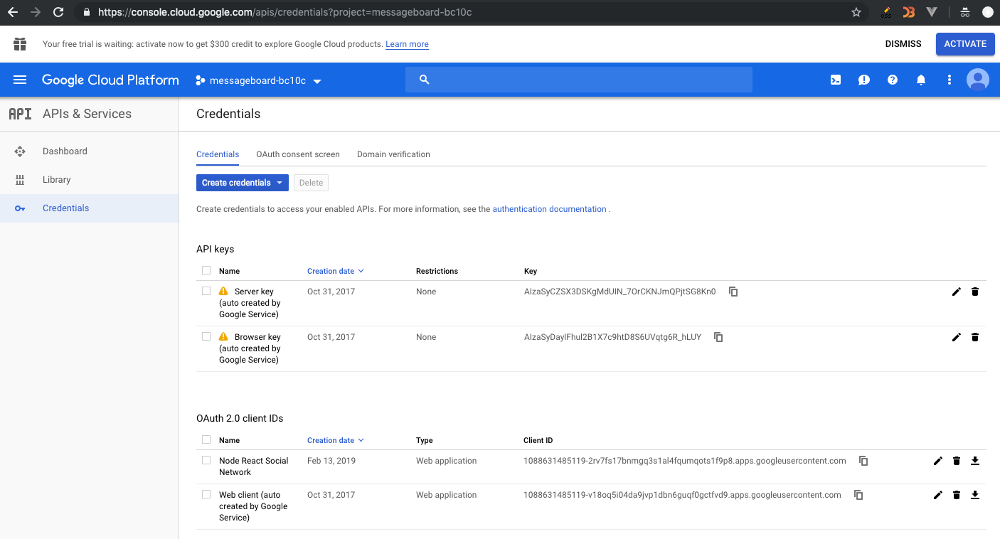 https://console.cloud.google.com/apis/credentials?project=messageboard-bc10c
Your free trial is waiting: activate now to get $300 credit to explore Google Cloud products. Learn more
DISMISS
ACTIVATE
Google Cloud Platform
messageboard-bc10c
API APIs & Services
Credentials
Dashboard
Library
Credentials
Credentials OAuth consent screen Domain verification
Create credentials Delete
Create credentials to access your enabled APIs. For more information, see the authentication documentation .
API keys
Name Creation date Restrictions Key
Server key Oct 31, 2017 None AIzaSyCZSX3DSKgMdUIN_7OrCKNJmQPjtSG8Kn0
(auto created by
Google Service)
Browser key Oct 31, 2017 None AIzaSyDaylFhul2B1X7c9htD8S6UVqtg6R_hLUY
(auto created by
Google Service)
OAuth 2.0 client IDs
Name Creation date Type Client ID
Node React Social Feb 13, 2019 Web application 1088631485119-2rv7fs17bnmgq3s1al4fqumqots1f9p8.apps.googleusercontent.com
Network
Web client (auto Oct 31, 2017 Web application 1088631485119-v18oq5i04da9jvp1dbn6guqf0gctfvd9.apps.googleusercontent.com
created by Google
Service)